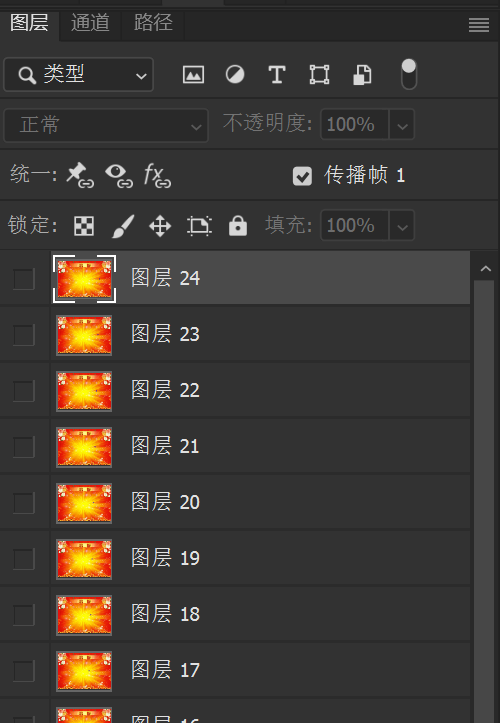 图层 通道 路径
类型
正常 不透明度: 100%
统一: fx 传播帧 1
锁定: 填充: 100%
图层 24
图层 23
图层 22
图层 21
图层 20
图层 19
图层 18
图层 17